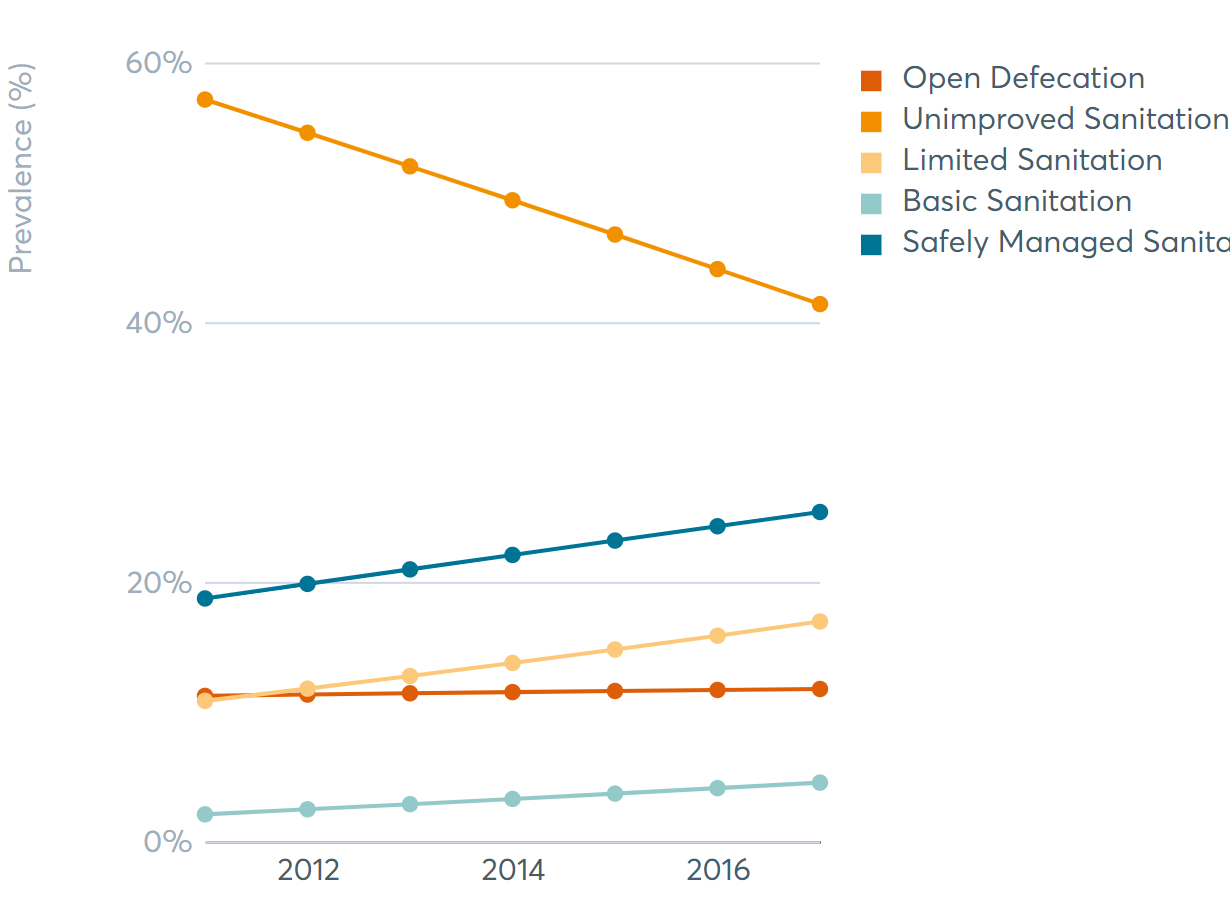 Prevalence (%)
60%
40%
20%
0%
2012
2014
2016
Open Defecation
Unimproved Sanitation
Limited Sanitation
Basic Sanitation
Safely Managed Sanita